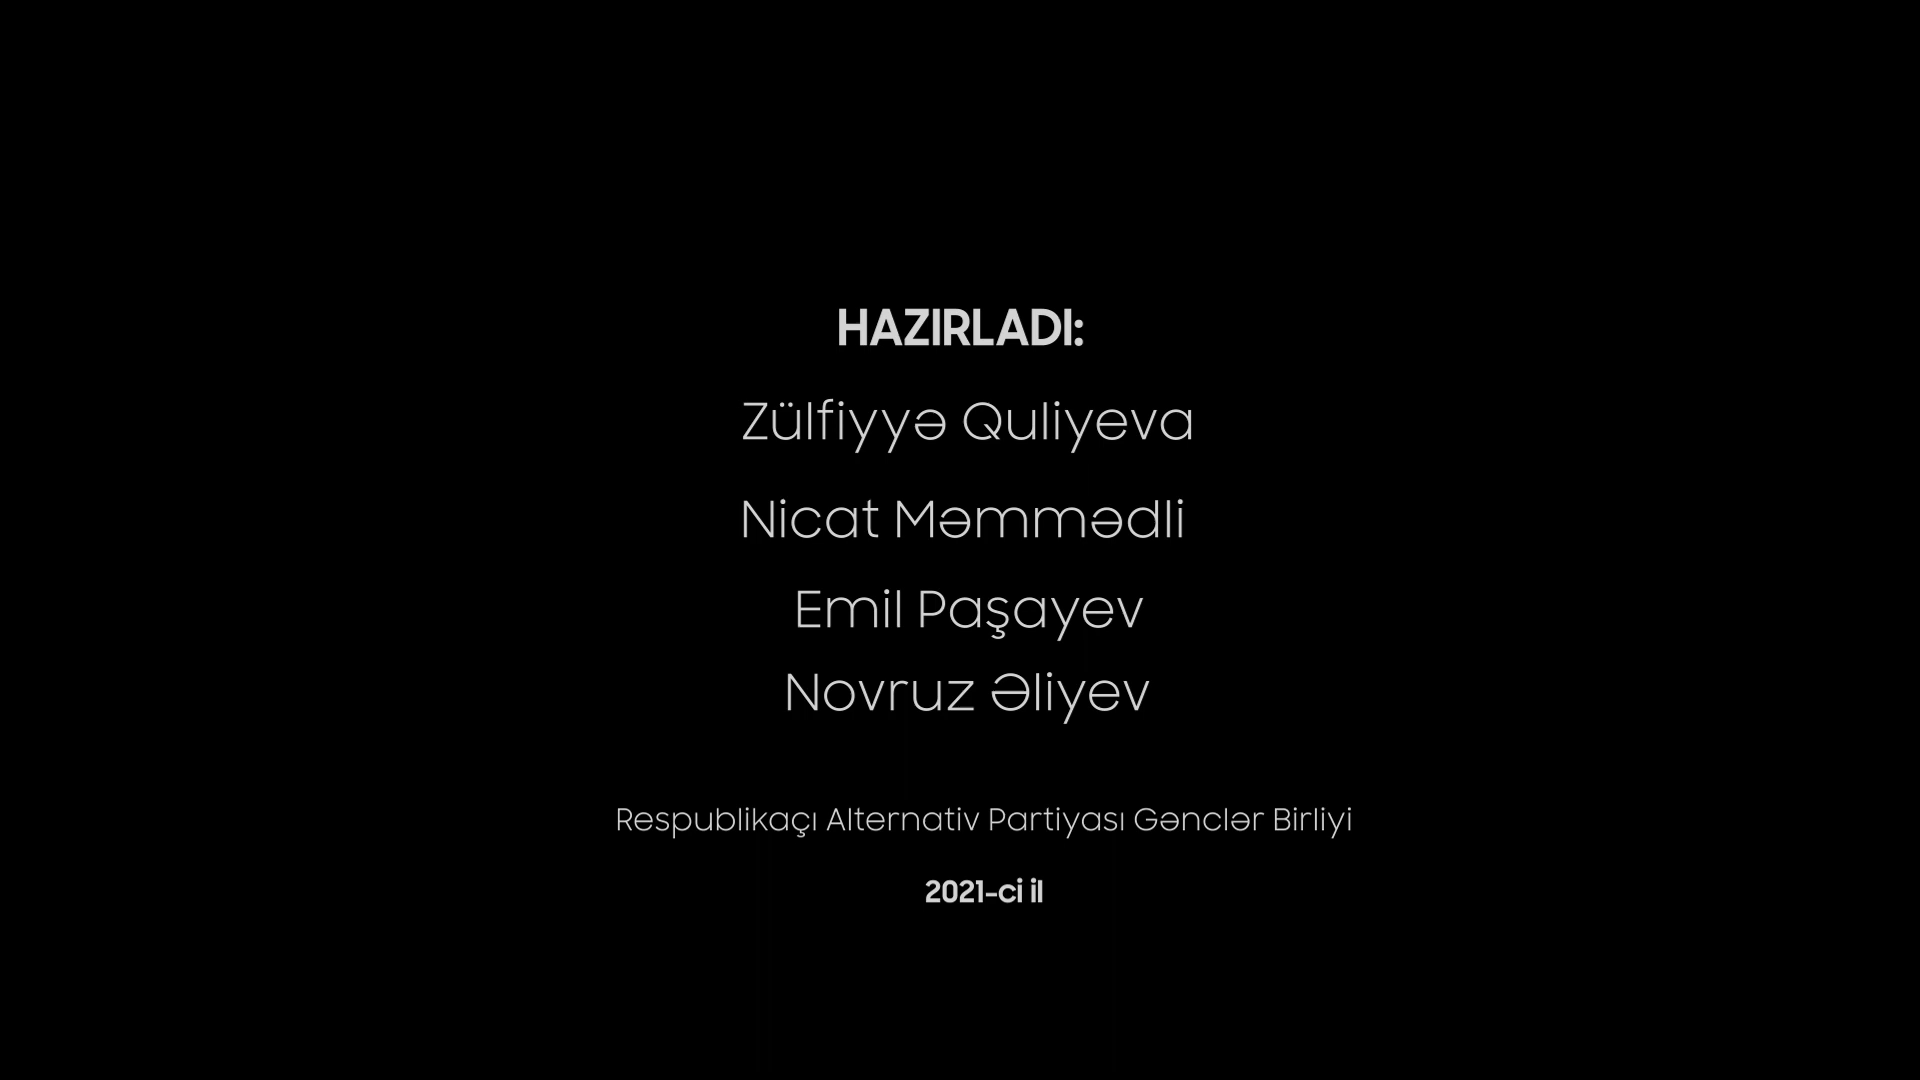 HAZIRLADI:
Zülfiyyə Quliyeva
Nicat Məmmədli
Emil Paşayev
Novruz Əliyev
Respublikaçı Alternativ Partiyası Gənclər Birliyi
2021-ci il